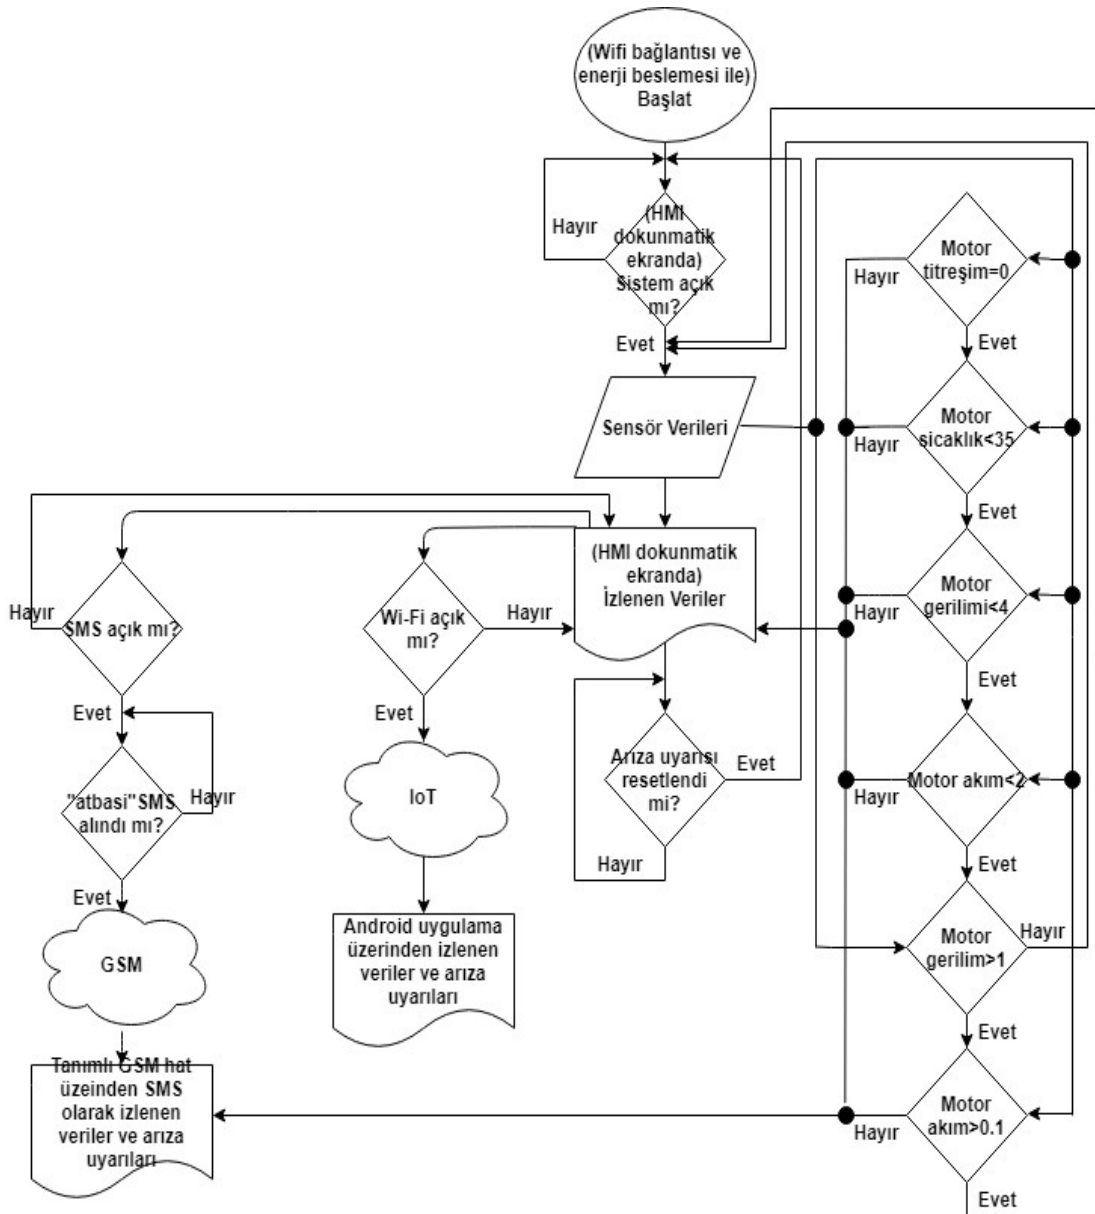 (Wifi bağlantısı ve
enerji beslemesi ile)
Başlat
Hayır
(HMI
dokunmatik
ekranda)
Sistem açık
mı?
Evet
Sensör Verileri
(HMI dokunmatik
ekranda)
İzlenen Veriler
Hayır
SMS açık mı?
Evet
"atbasi"SMS
alındı mı?
Hayır
Evet
GSM
Tanımlı GSM hat
üzeinden SMS
olarak izlenen
veriler ve arıza
uyarıları
Wi-Fi açık
mı?
Hayır
Evet
IoT
Android uygulama
üzerinden izlenen
veriler ve arıza
uyarıları
Arıza uyarısı
resetlendi
mi?
Evet
Hayır
Motor
titreşim=0
Hayır
Evet
Motor
sicaklık<35
Hayır
Evet
Motor
gerilimi<4
Hayır
Evet
Motor akım<2
Hayır
Evet
Motor
gerilim>1
Hayır
Evet
Motor
akım>0.1
Hayır
Evet